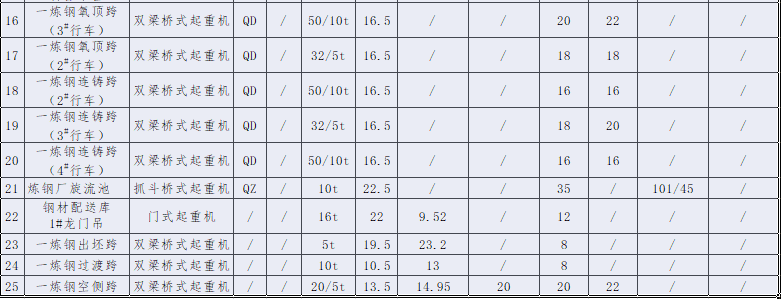 16 一炼钢氧顶跨（3#行车） 双梁桥式起重机 QD / 50/10t 16.5 / / 20 22 / /
17 一炼钢氧顶跨（2#行车） 双梁桥式起重机 QD / 32/5t 16.5 / / 18 18 / /
18 一炼钢连铸跨（2#行车） 双梁桥式起重机 QD / 50/10t 16.5 / / 16 16 / /
19 一炼钢连铸跨（3#行车） 双梁桥式起重机 QD / 32/5t 16.5 / / 18 20 / /
20 一炼钢连铸跨（4#行车） 双梁桥式起重机 QD / 50/10t 16.5 / / 16 16 / /
21 炼钢厂旋流池 抓斗桥式起重机 QZ / 10t 22.5 / / 35 / 101/45 /
22 钢材配送库1#龙门吊 门式起重机 / / 16t 22 9.52 / 12 / / /
23 一炼钢出坯跨 双梁桥式起重机 / / 5t 19.5 23.2 / 8 / / /
24 一炼钢过渡跨 双梁桥式起重机 / / 10t 10.5 13 / 8 / / /
25 一炼钢空侧跨 双梁桥式起重机 / / 20/5t 13.5 14.95 20 20 22 / /